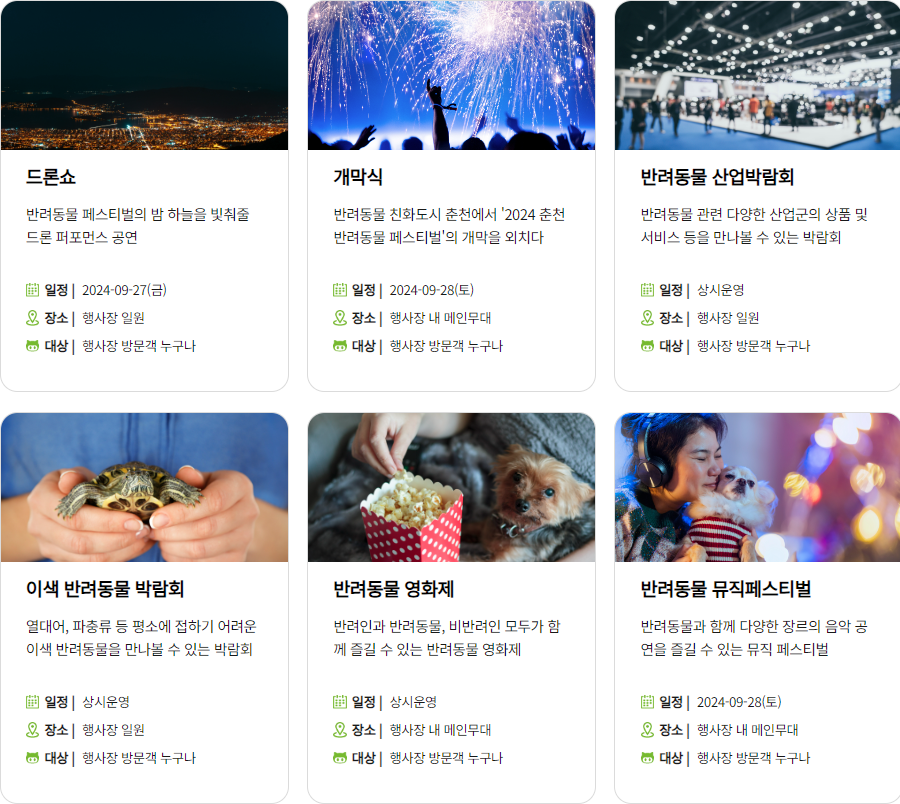 드론쇼
반려동물 페스티벌의 밤 하늘을 빛춰줄
드론 퍼포먼스 공연
일정 | 2024-09-27(금)
장소 | 행사장 일원
대상 | 행사장 방문객 누구나
개막식
반려동물 친화도시 춘천에서 '2024 춘천
반려동물 페스티벌'의 개막을 외치다
일정 | 2024-09-28(토)
장소 | 행사장 내 메인무대
대상 | 행사장 방문객 누구나
반려동물 산업박람회
반려동물 관련 다양한 산업군의 상품 및
서비스 등을 만나볼 수 있는 박람회
일정 | 상시운영
장소 | 행사장 일원
대상 | 행사장 방문객 누구나
이색 반려동물 박람회
열대어, 파충류 등 평소에 접하기 어려운
이색 반려동물을 만나볼 수 있는 박람회
일정 | 상시운영
장소 | 행사장 일원
대상 | 행사장 방문객 누구나
반려동물 영화제
반려인과 반려동물, 비반려인 모두가 함
께 즐길 수 있는 반려동물 영화제
일정 | 상시운영
장소 | 행사장 내 메인무대
대상 | 행사장 방문객 누구나
반려동물 뮤직페스티벌
반려동물과 함께 다양한 장르의 음악 공
연을 즐길 수 있는 뮤직 페스티벌
일정 | 2024-09-28(토)
장소 | 행사장 내 메인무대
대상 | 행사장 방문객 누구나